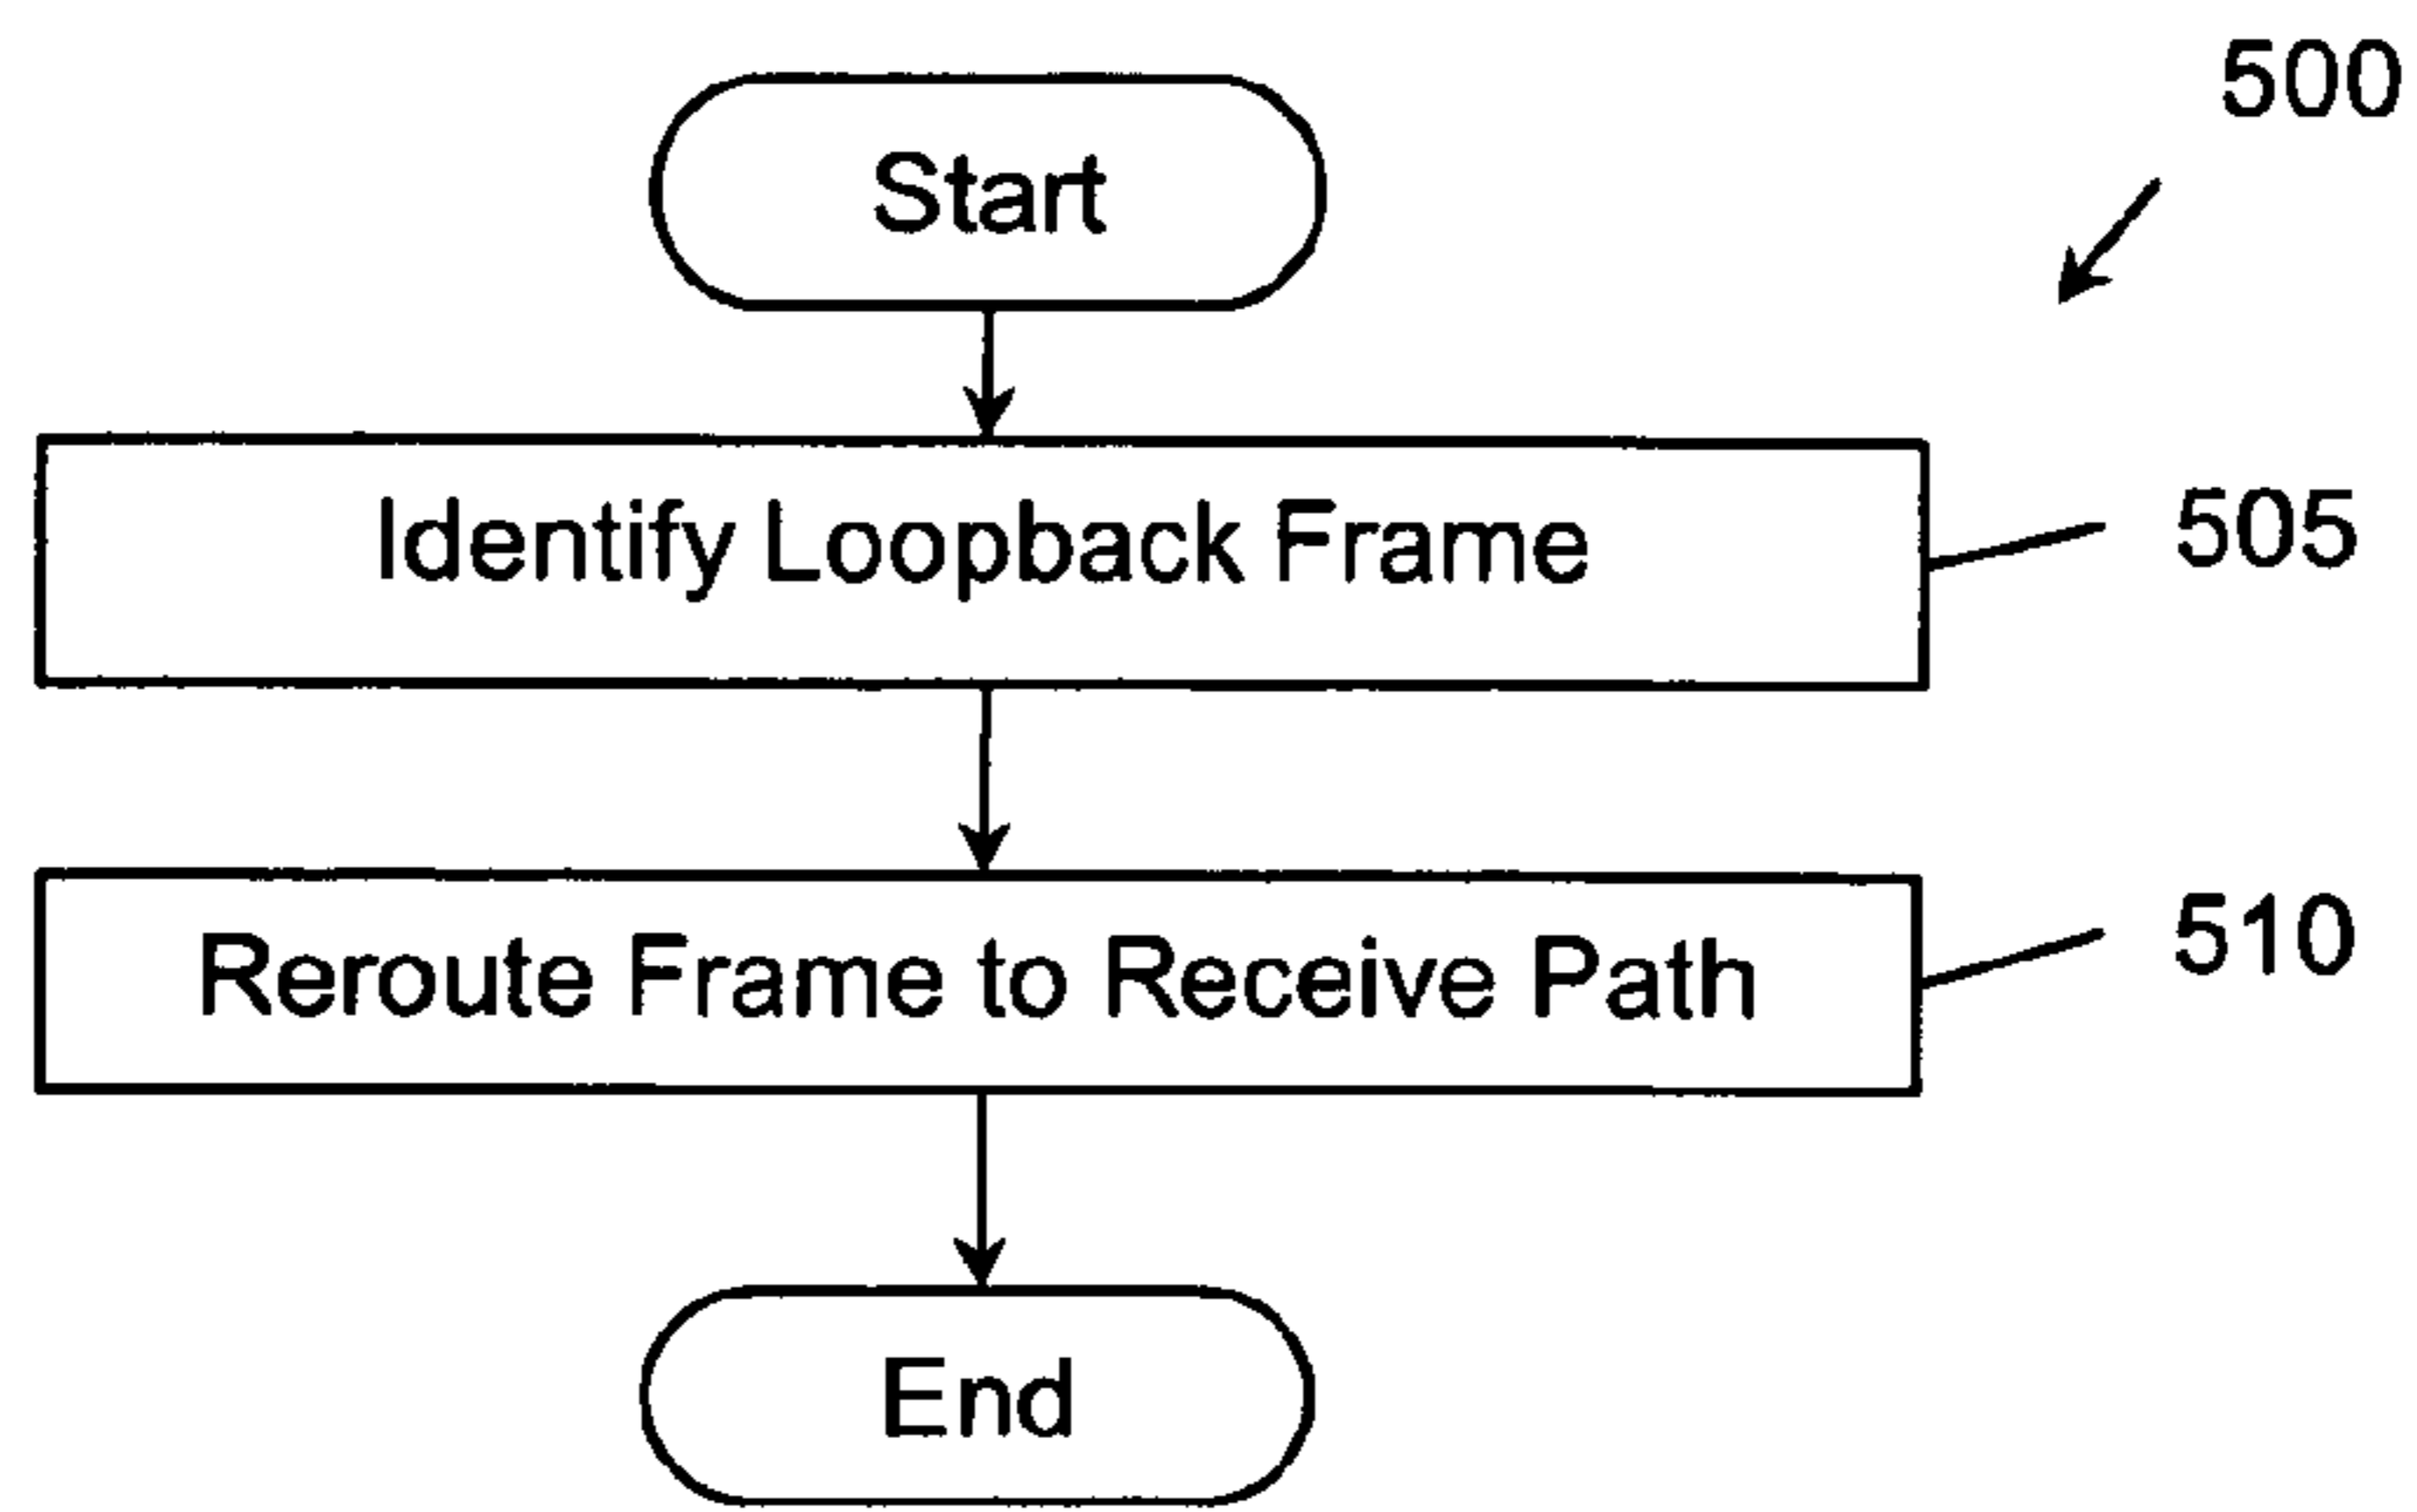 500
Start
Identify Loopback Frame
505
Reroute Frame to Receive Path
510
End